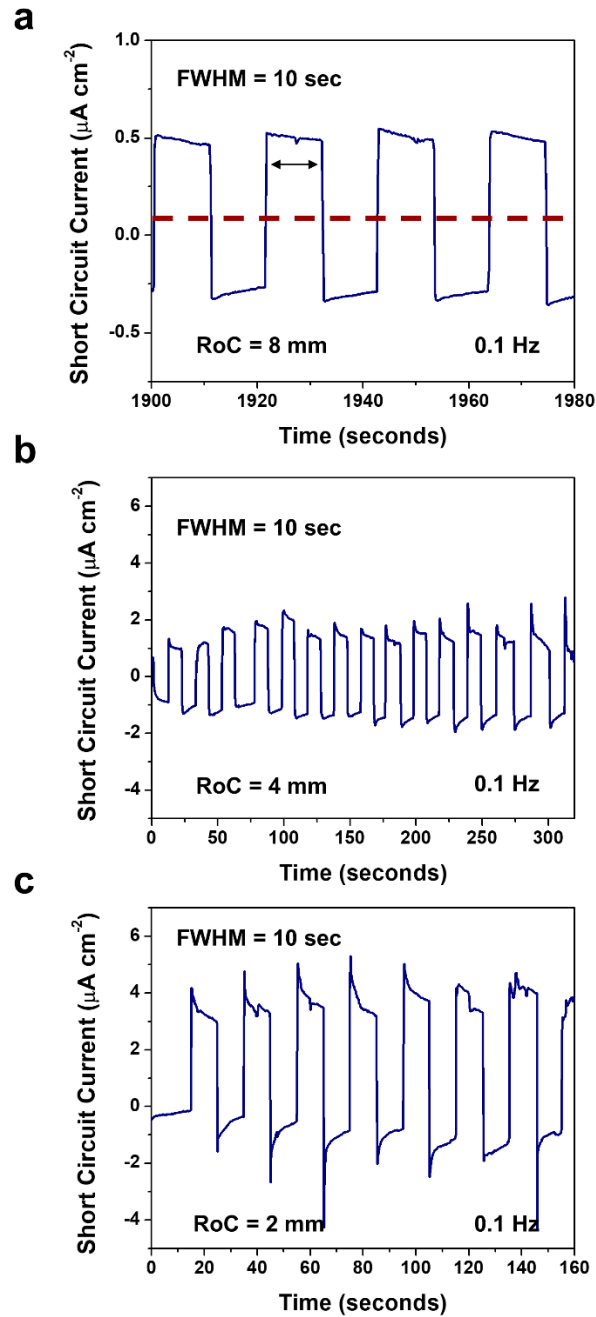 a
Short Circuit Current (μA cm⁻²)
1.0
0.5
0.0
-0.5
FWHM = 10 sec
RoC = 8 mm
0.1 Hz
1900
1920
1940
1960
1980
Time (seconds)
b
Short Circuit Current (μA cm⁻²)
6
4
2
0
-2
-4
FWHM = 10 sec
RoC = 4 mm
0.1 Hz
0
50
100
150
200
250
300
Time (seconds)
c
Short Circuit Current (μA cm⁻²)
6
4
2
0
-2
-4
FWHM = 10 sec
RoC = 2 mm
0.1 Hz
0
20
40
60
80
100
120
140
160
Time (seconds)